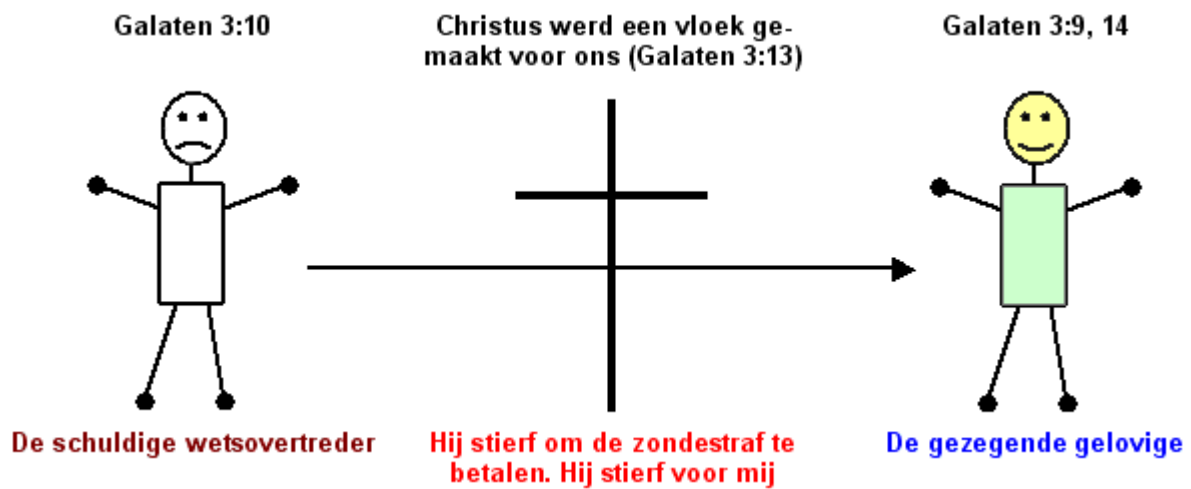 Galaten 3:10
Christus werd een vloek ge-
maakt voor ons (Galaten 3:13)
Galaten 3:9, 14
De schuldige wetsovertreder
Hij stierf om de zondestraf te
betalen. Hij stierf voor mij
De gezegende gelovige